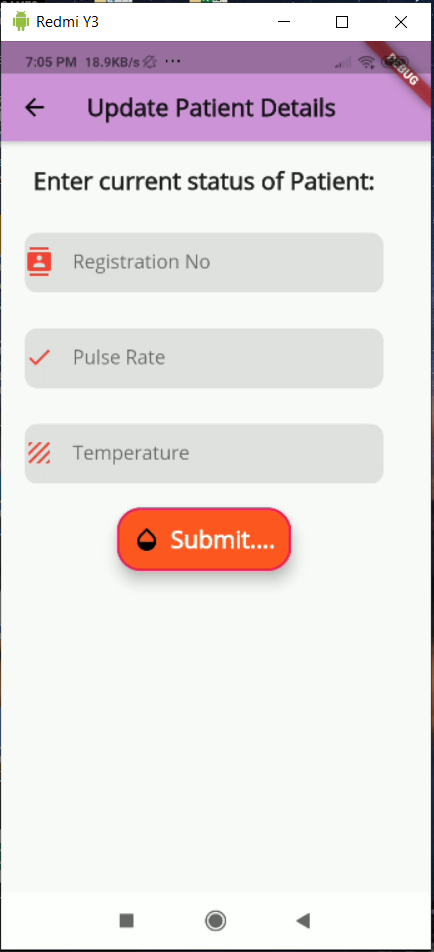 Redmi Y3
7:05 PM 18.9KB/s ...
DEBUG
Update Patient Details
Enter current status of Patient:
Registration No
Pulse Rate
Temperature
Submit....